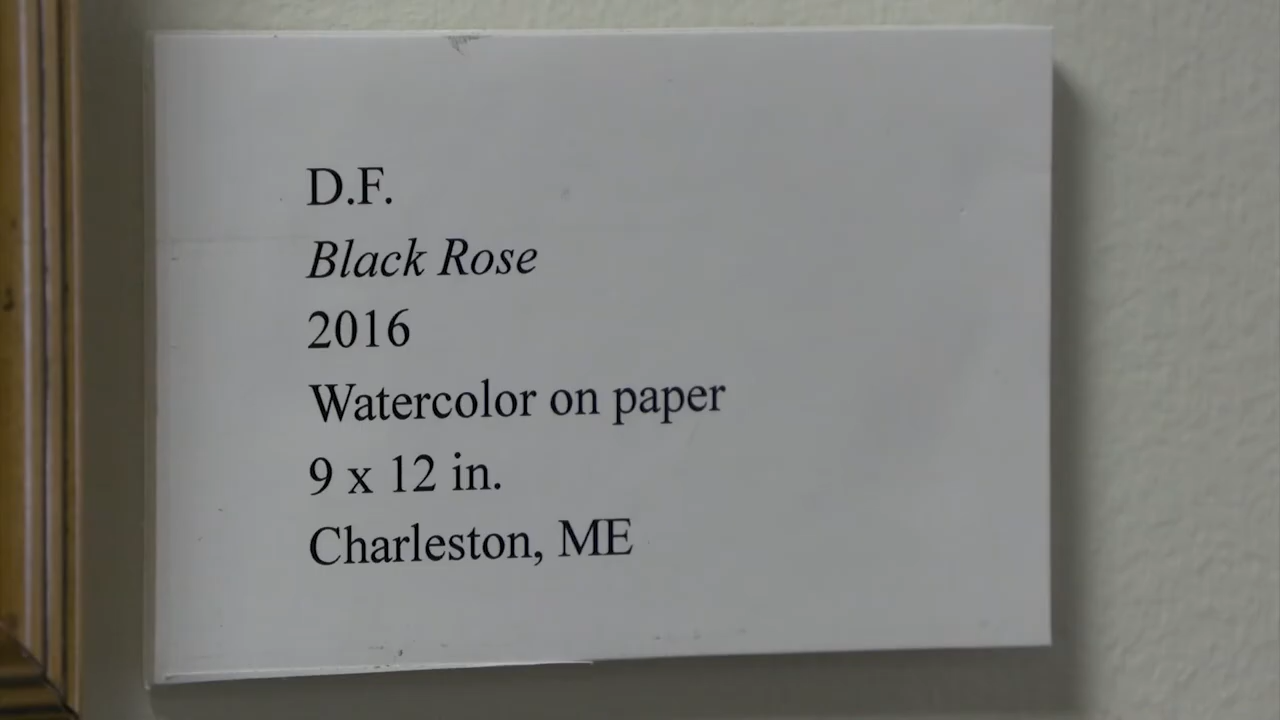 D.F.
Black Rose
2016
Watercolor on paper
9 x 12 in.
Charleston, ME